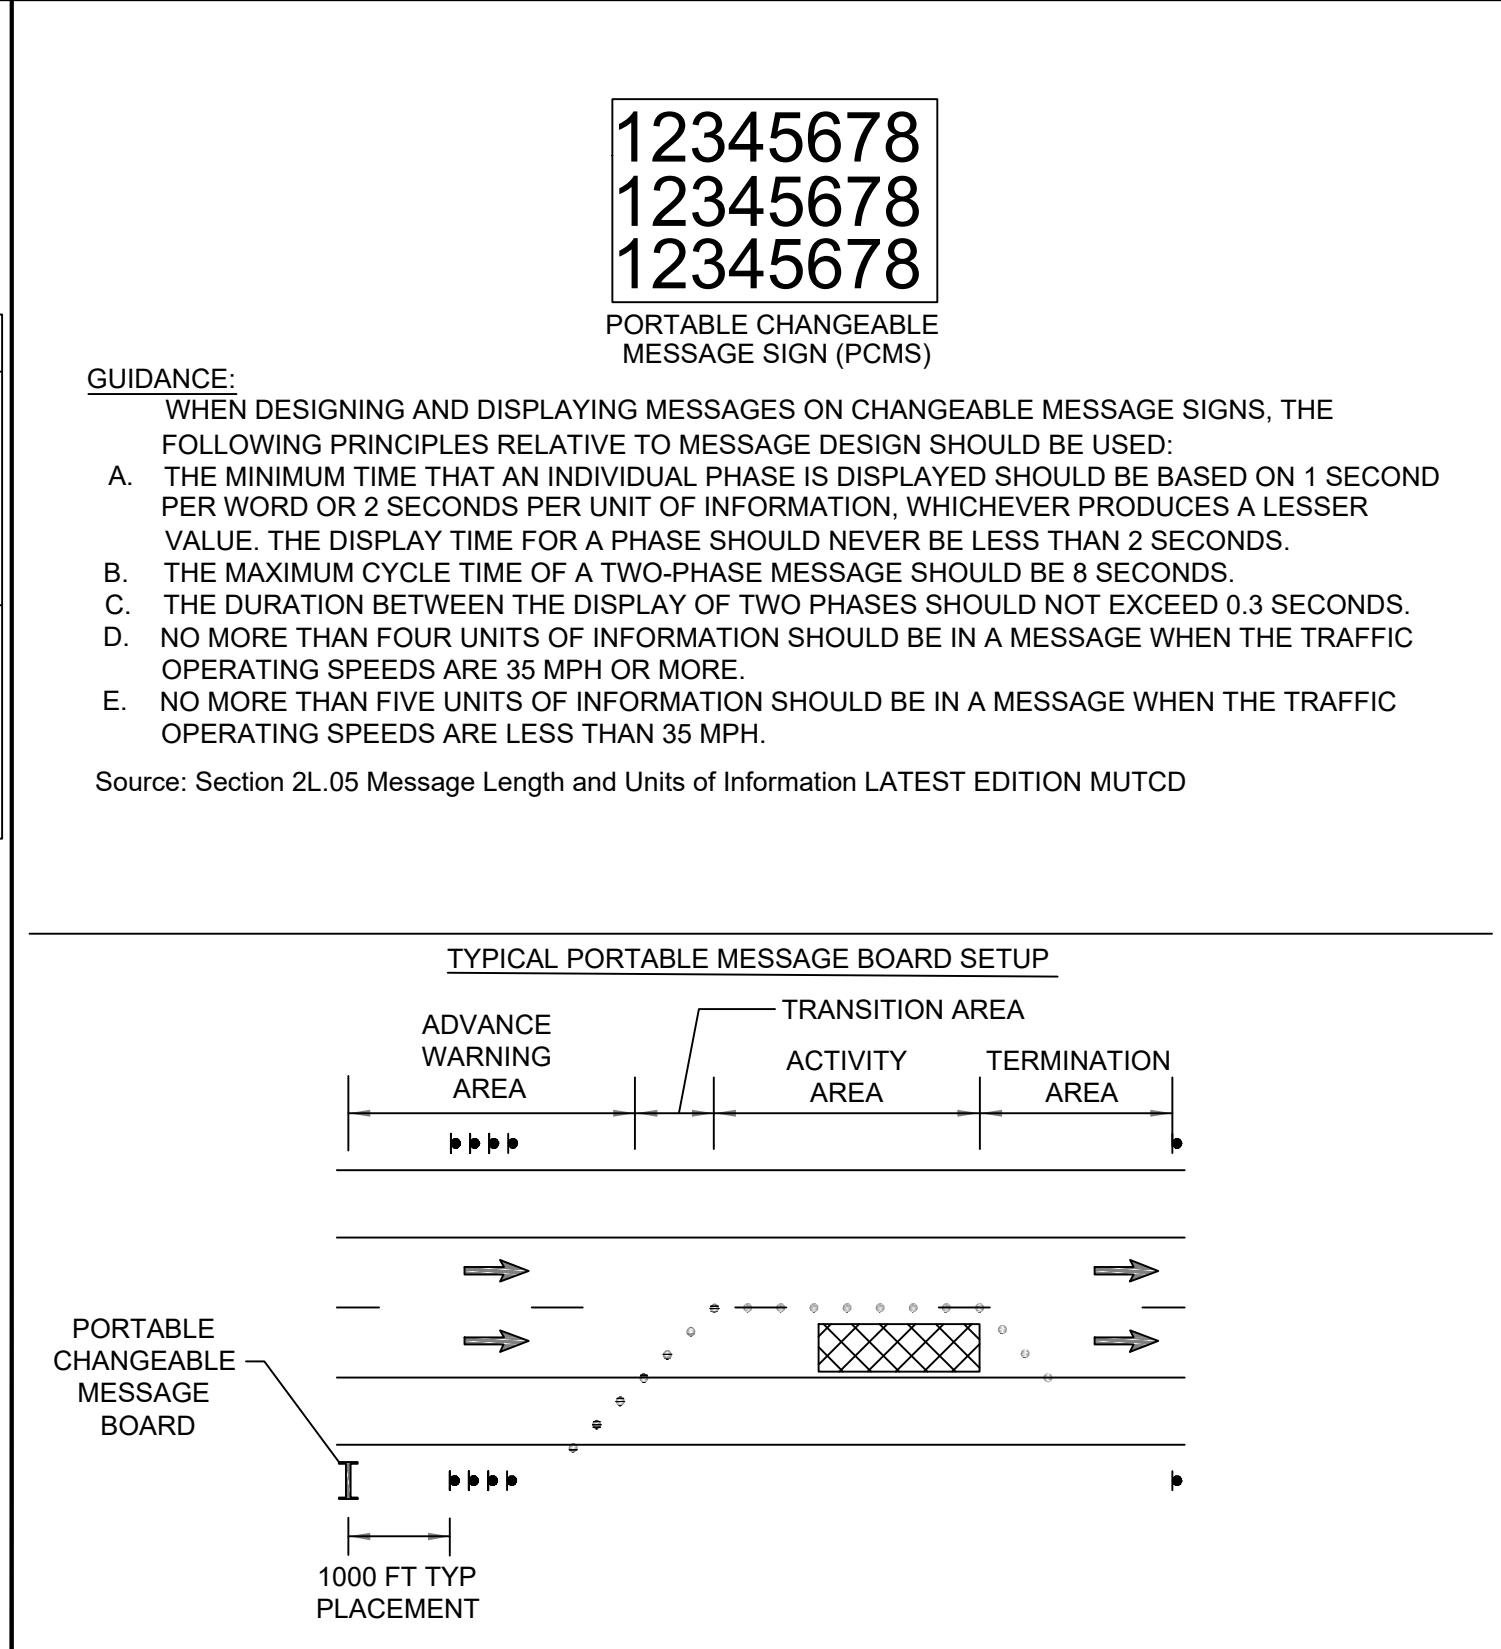 12345678
12345678
12345678
PORTABLE CHANGEABLE
MESSAGE SIGN (PCMS)
GUIDANCE:
WHEN DESIGNING AND DISPLAYING MESSAGES ON CHANGEABLE MESSAGE SIGNS, THE
FOLLOWING PRINCIPLES RELATIVE TO MESSAGE DESIGN SHOULD BE USED:
A. THE MINIMUM TIME THAT AN INDIVIDUAL PHASE IS DISPLAYED SHOULD BE BASED ON 1 SECOND
PER WORD OR 2 SECONDS PER UNIT OF INFORMATION, WHICHEVER PRODUCES A LESSER
VALUE. THE DISPLAY TIME FOR A PHASE SHOULD NEVER BE LESS THAN 2 SECONDS.
B. THE MAXIMUM CYCLE TIME OF A TWO-PHASE MESSAGE SHOULD BE 8 SECONDS.
C. THE DURATION BETWEEN THE DISPLAY OF TWO PHASES SHOULD NOT EXCEED 0.3 SECONDS.
D. NO MORE THAN FOUR UNITS OF INFORMATION SHOULD BE IN A MESSAGE WHEN THE TRAFFIC
OPERATING SPEEDS ARE 35 MPH OR MORE.
E. NO MORE THAN FIVE UNITS OF INFORMATION SHOULD BE IN A MESSAGE WHEN THE TRAFFIC
OPERATING SPEEDS ARE LESS THAN 35 MPH.
Source: Section 2L.05 Message Length and Units of Information LATEST EDITION MUTCD
TYPICAL PORTABLE MESSAGE BOARD SETUP
ADVANCE
WARNING
AREA
TRANSITION AREA
ACTIVITY
AREA
TERMINATION
AREA
PORTABLE
CHANGEABLE
MESSAGE
BOARD
1000 FT TYP
PLACEMENT